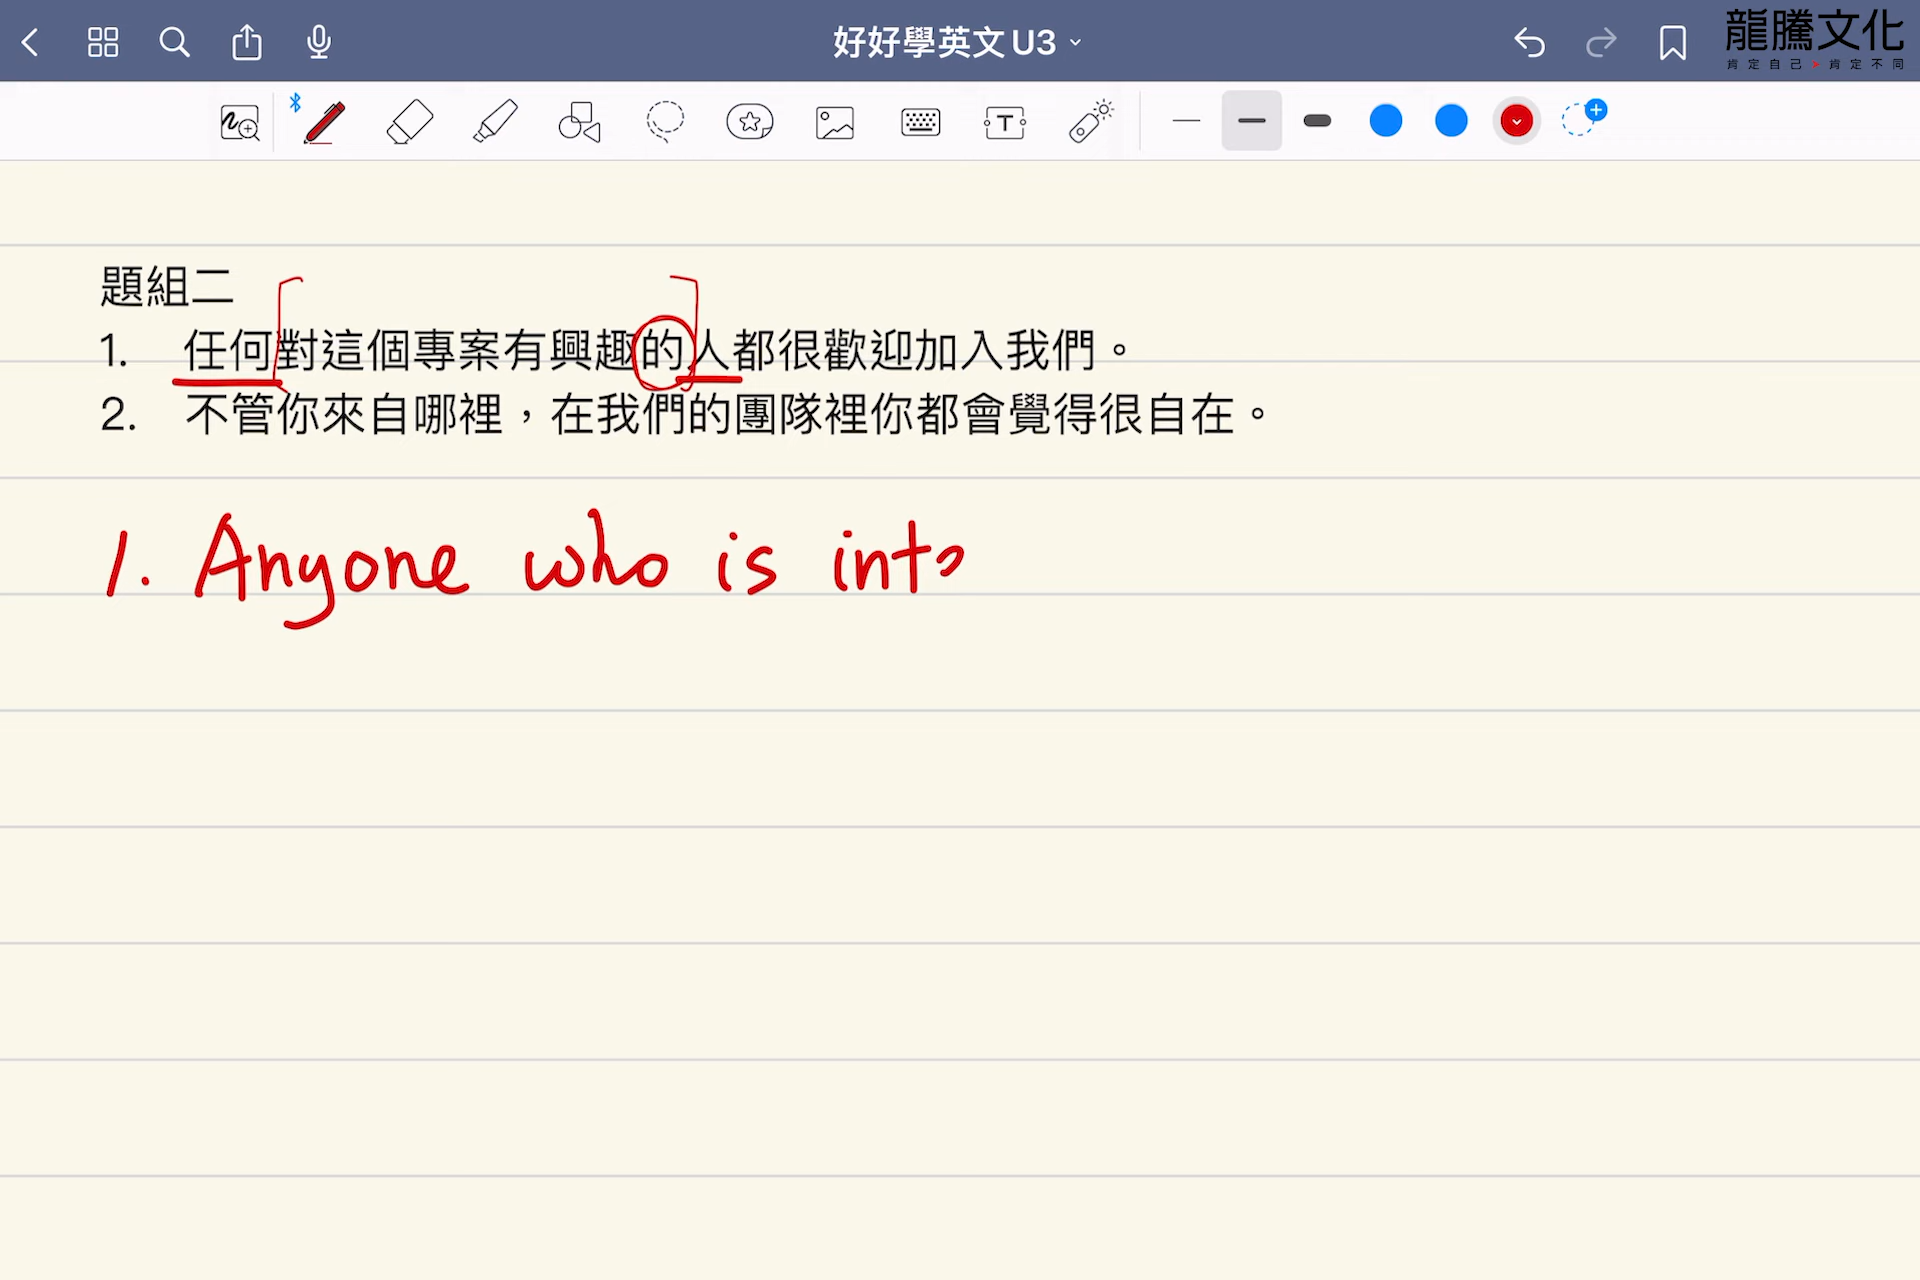 好好學英文 U3
龍騰文化
肯定自己➤肯定不同
題組二
1. 任何對這個專案有興趣的人都很歡迎加入我們。
2. 不管你來自哪裡，在我們的團隊裡你都會覺得很自在。
1. Anyone who is int